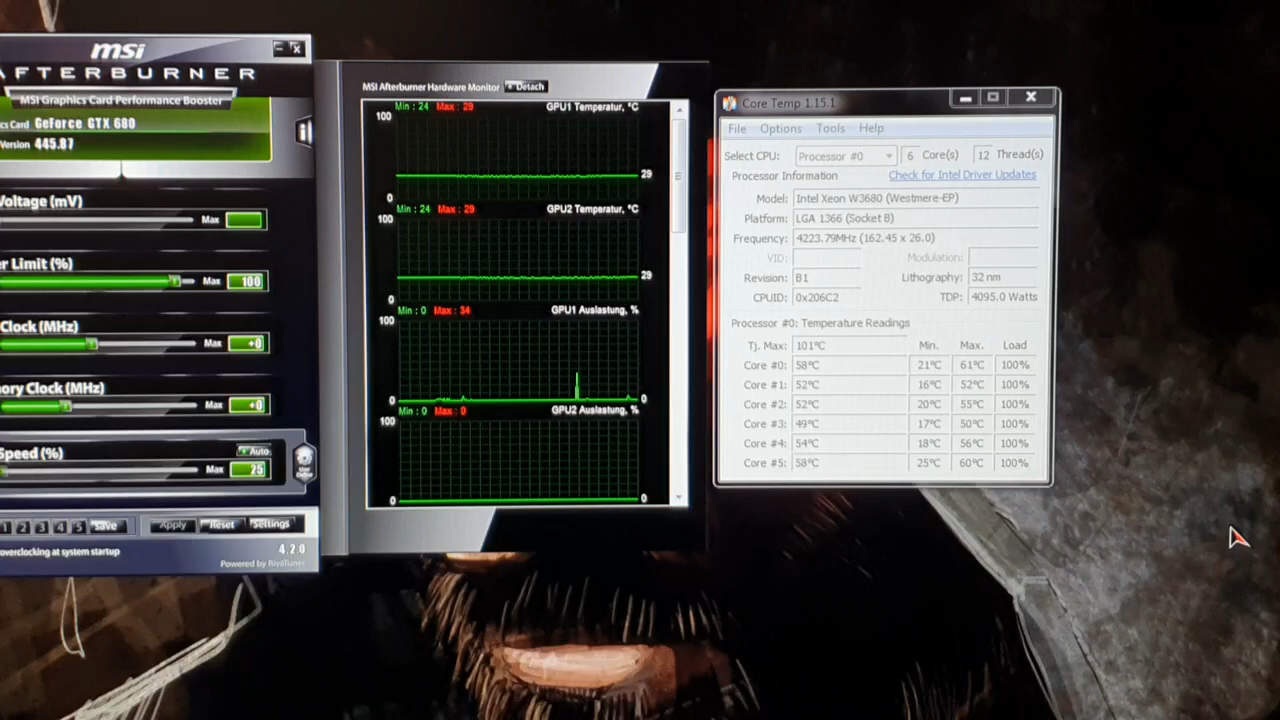 msi
AFTERBURNER
MSI Graphics Card Performance Booster
cs Card GeForce GTX 680
Version 445.87
Voltage (mV)
Max
er Limit (%)
Max 100
Clock (MHz)
Max +0
ory Clock (MHz)
Max +0
Speed (%)
Auto
Max 25
User Define
1 2 3 4 5 Save Apply Reset Settings
overclocking at system startup
4.2.0
Powered by RivaTuner
MSI Afterburner Hardware Monitor Detach
Min : 24 Max : 29 GPU1 Temperatur, °C
100
29
0
Min : 24 Max : 29 GPU2 Temperatur, °C
100
29
0
Min : 0 Max : 34 GPU1 Auslastung, %
100
0 0
Min : 0 Max : 0 GPU2 Auslastung, %
100
0 0
Core Temp 1.15.1
File Options Tools Help
Select CPU: Processor #0 6 Core(s) 12 Thread(s)
Processor Information Check for Intel Driver Updates
Model: Intel Xeon W3680 (Westmere-EP)
Platform: LGA 1366 (Socket B)
Frequency: 4223.79MHz (162.45 x 26.0)
VID: Modulation:
Revision: B1 Lithography: 32 nm
CPUID: 0x206C2 TDP: 4095.0 Watts
Processor #0: Temperature Readings
Tj. Max: 101°C Min. Max. Load
Core #0: 58°C 21°C 61°C 100%
Core #1: 52°C 16°C 52°C 100%
Core #2: 52°C 20°C 55°C 100%
Core #3: 49°C 17°C 50°C 100%
Core #4: 54°C 18°C 56°C 100%
Core #5: 58°C 25°C 60°C 100%